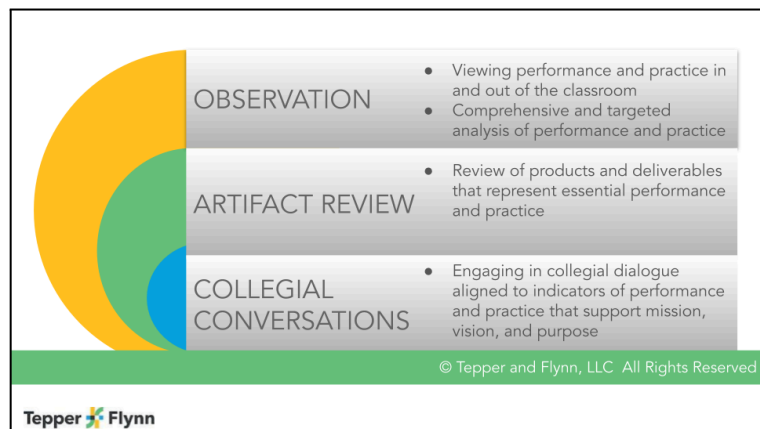 OBSERVATION
● Viewing performance and practice in
and out of the classroom
● Comprehensive and targeted
analysis of performance and practice
ARTIFACT REVIEW
● Review of products and deliverables
that represent essential performance
and practice
COLLEGIAL
CONVERSATIONS
● Engaging in collegial dialogue
aligned to indicators of performance
and practice that support mission,
vision, and purpose
© Tepper and Flynn, LLC All Rights Reserved
Tepper Flynn